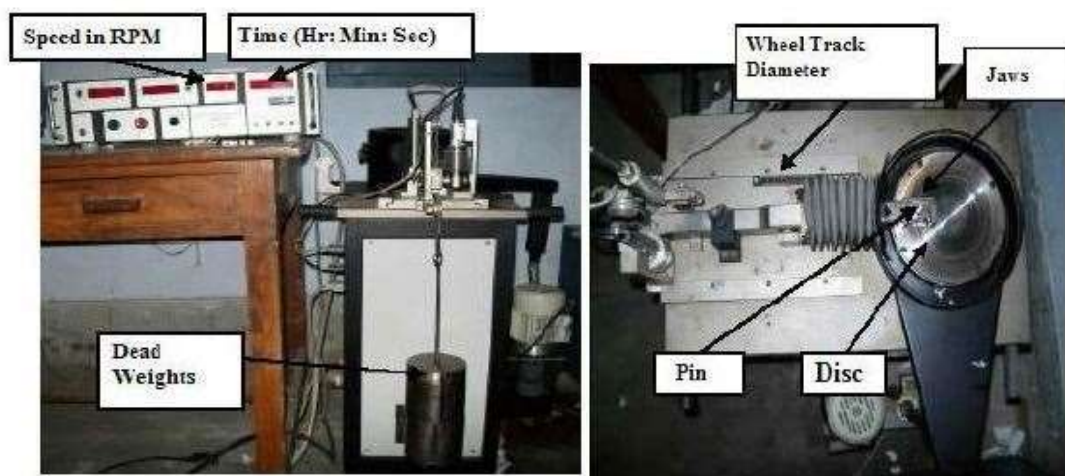 Speed in RPM
Time (Hr: Min: Sec)
Dead
Weights
Wheel Track
Diameter
Jaws
Pin
Disc